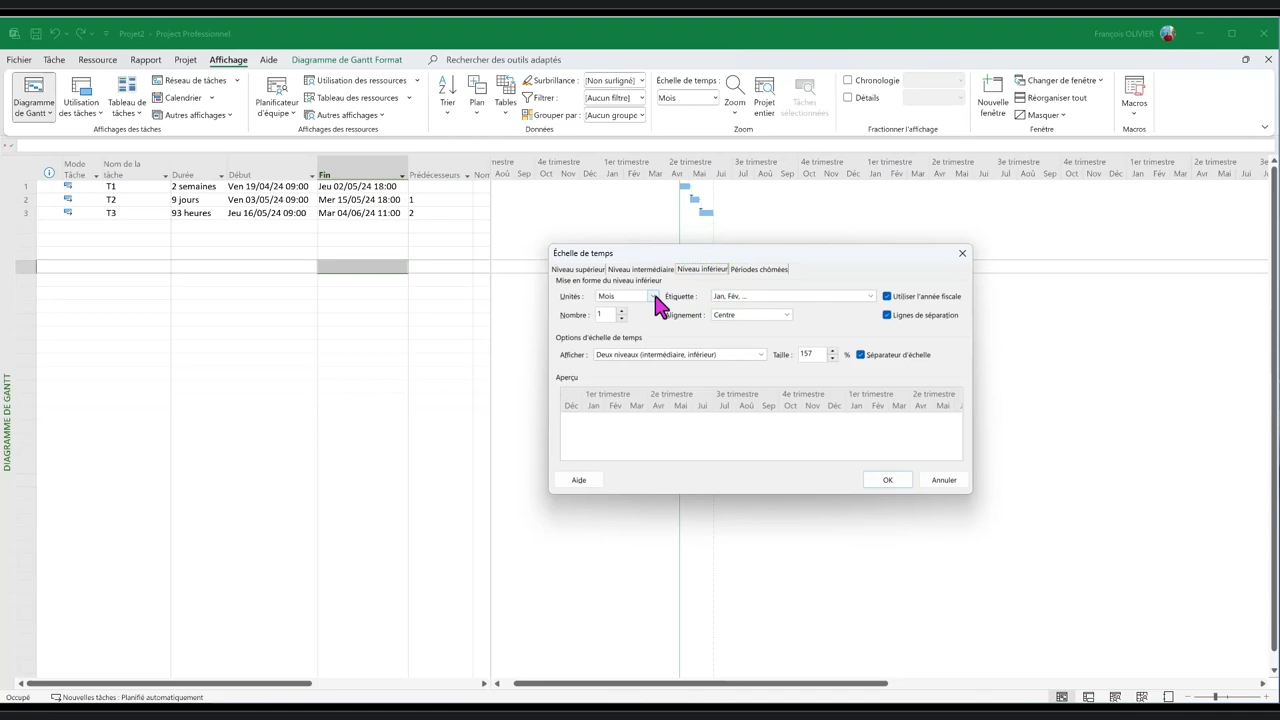 Projet2 - Project Professionnel
François OLIVIER
Fichier Tâche Ressource Rapport Projet Affichage Aide Diagramme de Gantt Format Rechercher des outils adaptés
Diagramme de Gantt
Utilisation des tâches
Tableau de tâches
Réseau de tâches
Calendrier
Autres affichages
Affichages des tâches
Planificateur d'équipe
Utilisation des ressources
Tableau des ressources
Autres affichages
Affichages des ressources
Trier
Plan
Tables
Surbrillance : [Non surligné]
Filtrer : [Aucun filtre]
Grouper par : [Aucun groupe
Données
Échelle de temps :
Mois
Zoom
Projet entier
Tâches sélectionnées
Zoom
Chronologie
Détails
Fractionner l'affichage
Nouvelle fenêtre
Changer de fenêtre
Réorganiser tout
Masquer
Fenêtre
Macros
Macros
Mode Tâche Nom de la tâche Durée Début Fin Prédécesseurs Nom
mestre 4e trimestre 1er trimestre 2e trimestre 3e trimestre 4e trimestre 1er trimestre 2e trimestre 3e trimestre 4e trimestre 1er trimestre 2e trimestre 3e
Aoû Sep Oct Nov Déc Jan Fév Mar Avr Mai Jui Jul Aoû Sep Oct Nov Déc Jan Fév Mar Avr Mai Jui Jul Aoû Sep Oct Nov Déc Jan Fév Mar Avr Mai Jui
1 T1 2 semaines Ven 19/04/24 09:00 Jeu 02/05/24 18:00
2 T2 9 jours Ven 03/05/24 09:00 Mer 15/05/24 18:00 1
3 T3 93 heures Jeu 16/05/24 09:00 Mar 04/06/24 11:00 2
DIAGRAMME DE GANTT
Échelle de temps
Niveau supérieur Niveau intermédiaire Niveau inférieur Périodes chômées
Mise en forme du niveau inférieur
Unités : Mois Étiquette : Jan, Fév, ... Utiliser l'année fiscale
Nombre : 1 lignement : Centre Lignes de séparation
Options d'échelle de temps
Afficher : Deux niveaux (intermédiaire, inférieur) Taille : 157 % Séparateur d'échelle
Aperçu
1er trimestre 2e trimestre 3e trimestre 4e trimestre 1er trimestre 2e trimestre
Déc Jan Fév Mar Avr Mai Jui Jul Aoû Sep Oct Nov Déc Jan Fév Mar Avr Mai
Aide OK Annuler
Occupé Nouvelles tâches : Planifié automatiquement